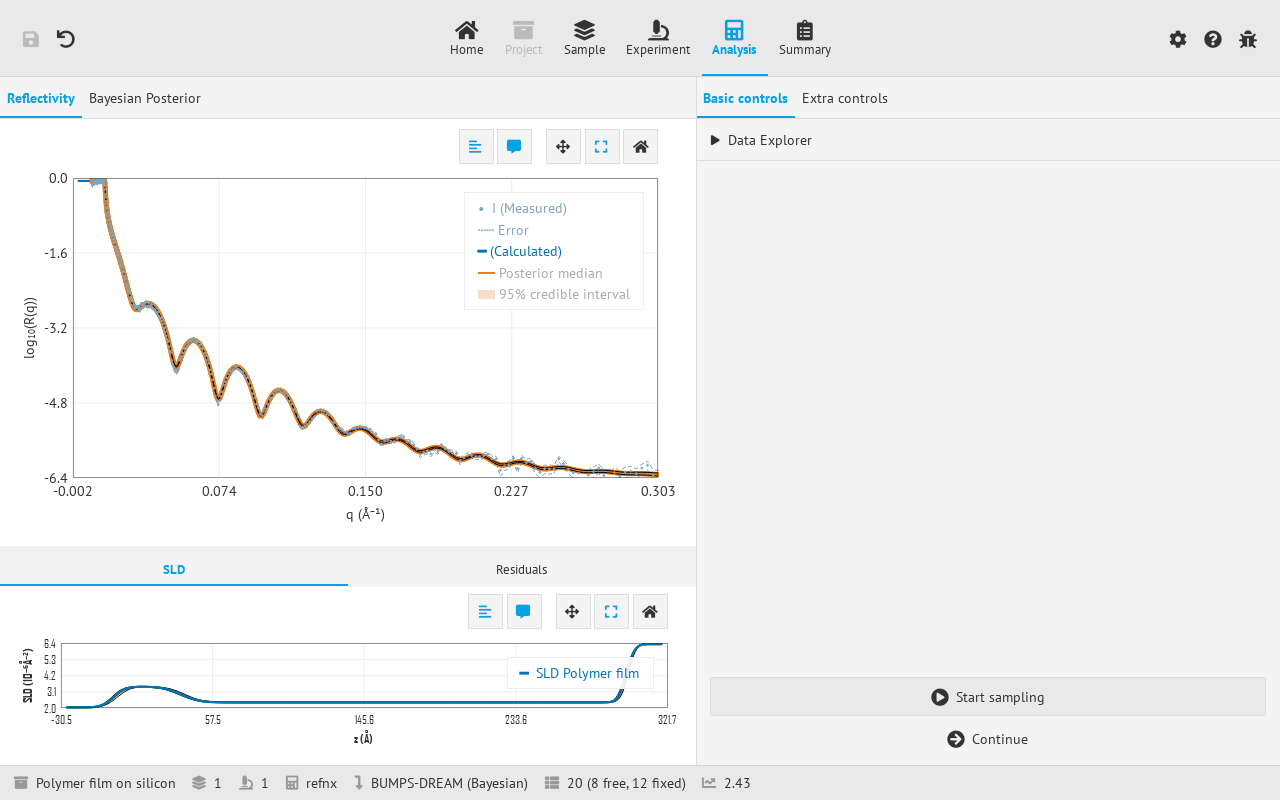 Home
Project
Sample
Experiment
Analysis
Summary
Reflectivity
Bayesian Posterior
Basic controls
Extra controls
Data Explorer
0.0
-1.6
-3.2
-4.8
-6.4
log₁₀(R(q))
I (Measured)
Error
(Calculated)
Posterior median
95% credible interval
-0.002
0.074
0.150
0.227
0.303
q (Å⁻¹)
SLD
Residuals
6.4
5.3
4.2
3.1
2.0
SLD (10⁻⁶Å⁻²)
SLD Polymer film
-30.5
57.5
145.6
233.6
321.7
z (Å)
Start sampling
Continue
Polymer film on silicon
1
1
refnx
BUMPS-DREAM (Bayesian)
20 (8 free, 12 fixed)
2.43